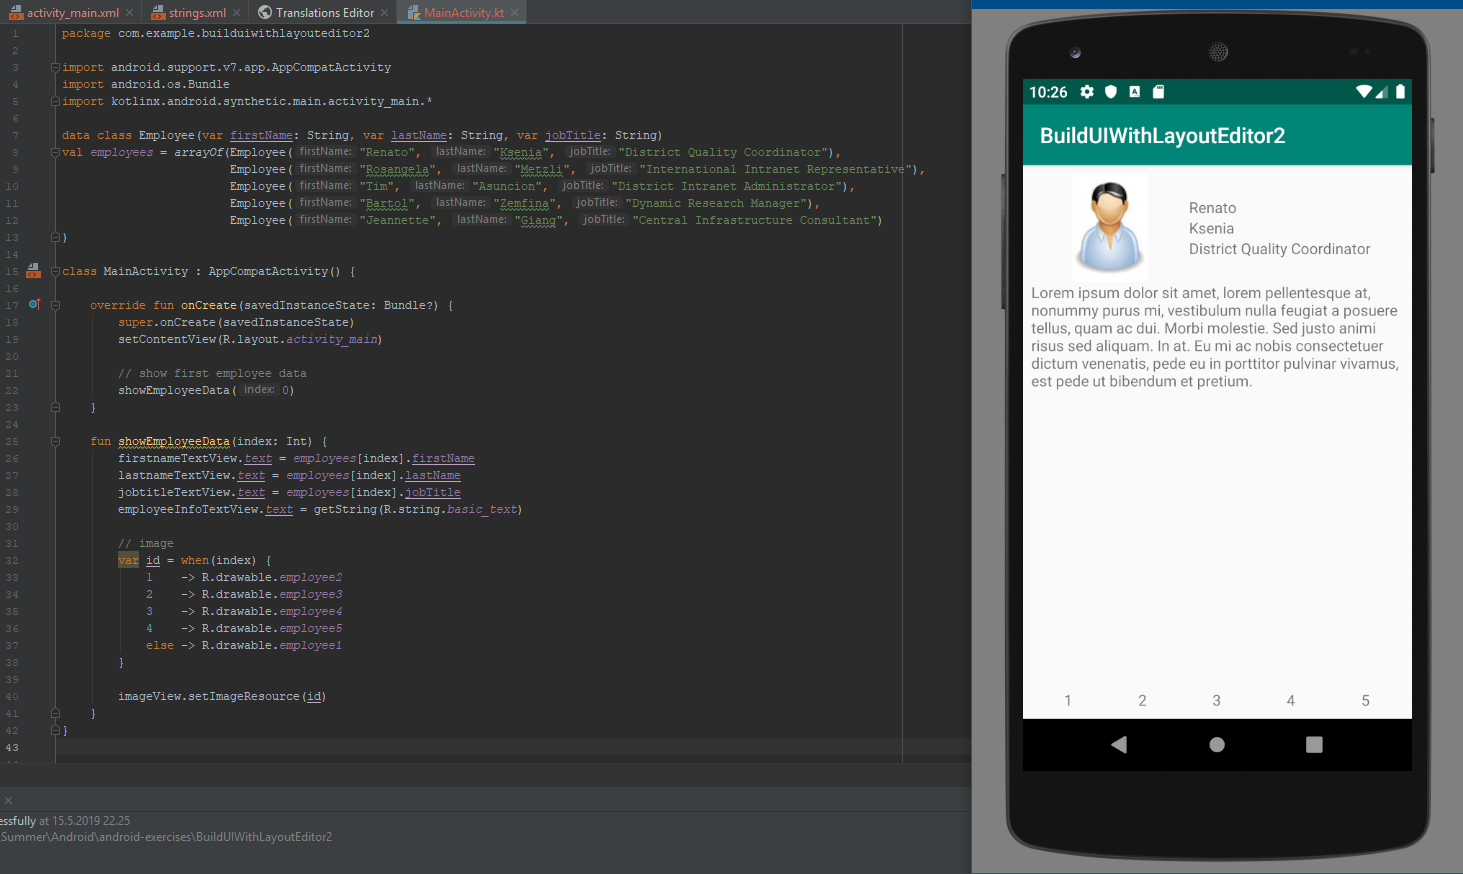 activity_main.xml × strings.xml × Translations Editor × MainActivity.kt ×
1 package com.example.builduiwithlayouteditor2
2
3 import android.support.v7.app.AppCompatActivity
4 import android.os.Bundle
5 import kotlinx.android.synthetic.main.activity_main.*
6
7 data class Employee(var firstName: String, var lastName: String, var jobTitle: String)
8 val employees = arrayOf(Employee( firstName: "Renato", lastName: "Ksenia", jobTitle: "District Quality Coordinator"),
9 Employee( firstName: "Rosangela", lastName: "Metzli", jobTitle: "International Intranet Representative"),
10 Employee( firstName: "Tim", lastName: "Asuncion", jobTitle: "District Intranet Administrator"),
11 Employee( firstName: "Bartol", lastName: "Zemfina", jobTitle: "Dynamic Research Manager"),
12 Employee( firstName: "Jeannette", lastName: "Giang", jobTitle: "Central Infrastructure Consultant")
13 )
14
15 class MainActivity : AppCompatActivity() {
16
17 override fun onCreate(savedInstanceState: Bundle?) {
18 super.onCreate(savedInstanceState)
19 setContentView(R.layout.activity_main)
20
21 // show first employee data
22 showEmployeeData( index: 0)
23 }
24
25 fun showEmployeeData(index: Int) {
26 firstnameTextView.text = employees[index].firstName
27 lastnameTextView.text = employees[index].lastName
28 jobtitleTextView.text = employees[index].jobTitle
29 employeeInfoTextView.text = getString(R.string.basic_text)
30
31 // image
32 var id = when(index) {
33 1 -> R.drawable.employee2
34 2 -> R.drawable.employee3
35 3 -> R.drawable.employee4
36 4 -> R.drawable.employee5
37 else -> R.drawable.employee1
38 }
39
40 imageView.setImageResource(id)
41 }
42 }
43
essfully at 15.5.2019 22.25
Summer\Android\android-exercises\BuildUIWithLayoutEditor2
10:26
BuildUIWithLayoutEditor2
Renato
Ksenia
District Quality Coordinator
Lorem ipsum dolor sit amet, lorem pellentesque at,
nonummy purus mi, vestibulum nulla feugiat a posuere
tellus, quam ac dui. Morbi molestie. Sed justo animi
risus sed aliquam. In at. Eu mi ac nobis consectetuer
dictum venenatis, pede eu in porttitor pulvinar vivamus,
est pede ut bibendum et pretium.
1 2 3 4 5